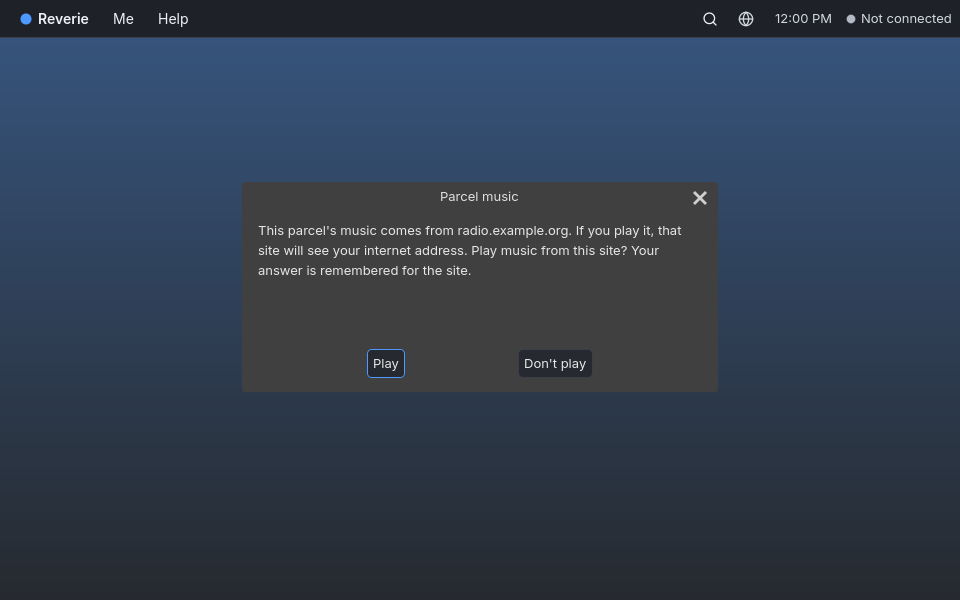 Reverie Me Help 12:00 PM Not connected
Parcel music
This parcel's music comes from radio.example.org. If you play it, that
site will see your internet address. Play music from this site? Your
answer is remembered for the site.
Play Don't play